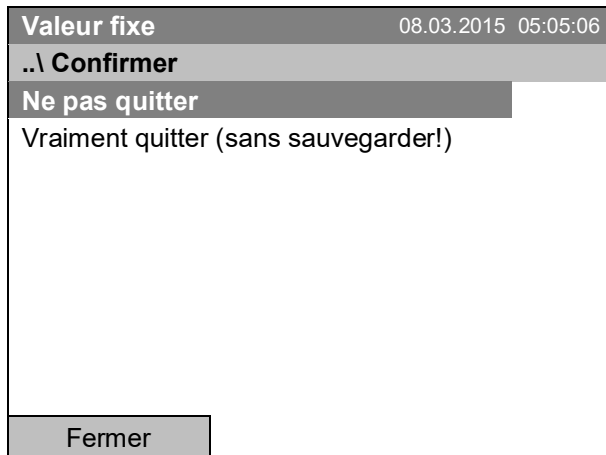 Valeur fixe 08.03.2015 05:05:06
..\ Confirmer
Ne pas quitter
Vraiment quitter (sans sauvegarder!)
Fermer